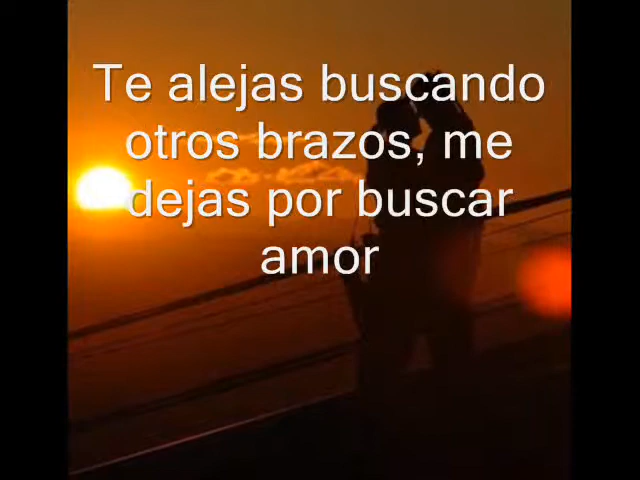 Te alejas buscando
otros brazos, me
dejas por buscar
amor